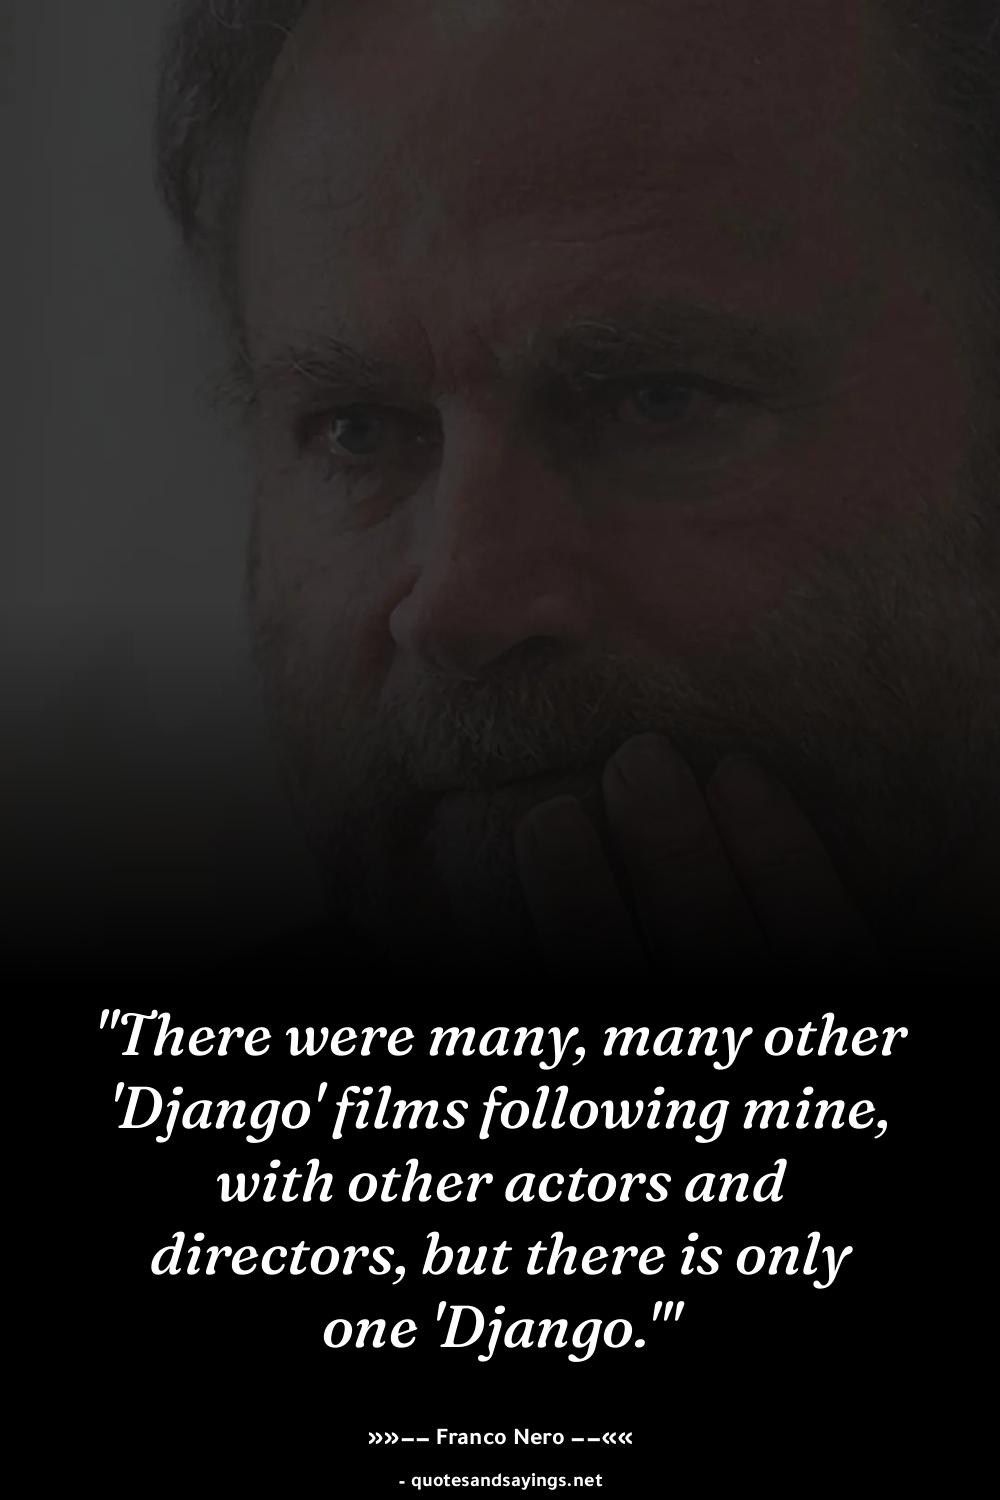 "There were many, many other
'Django' films following mine,
with other actors and
directors, but there is only
one 'Django.'"
»»–– Franco Nero ––««
- quotesandsayings.net